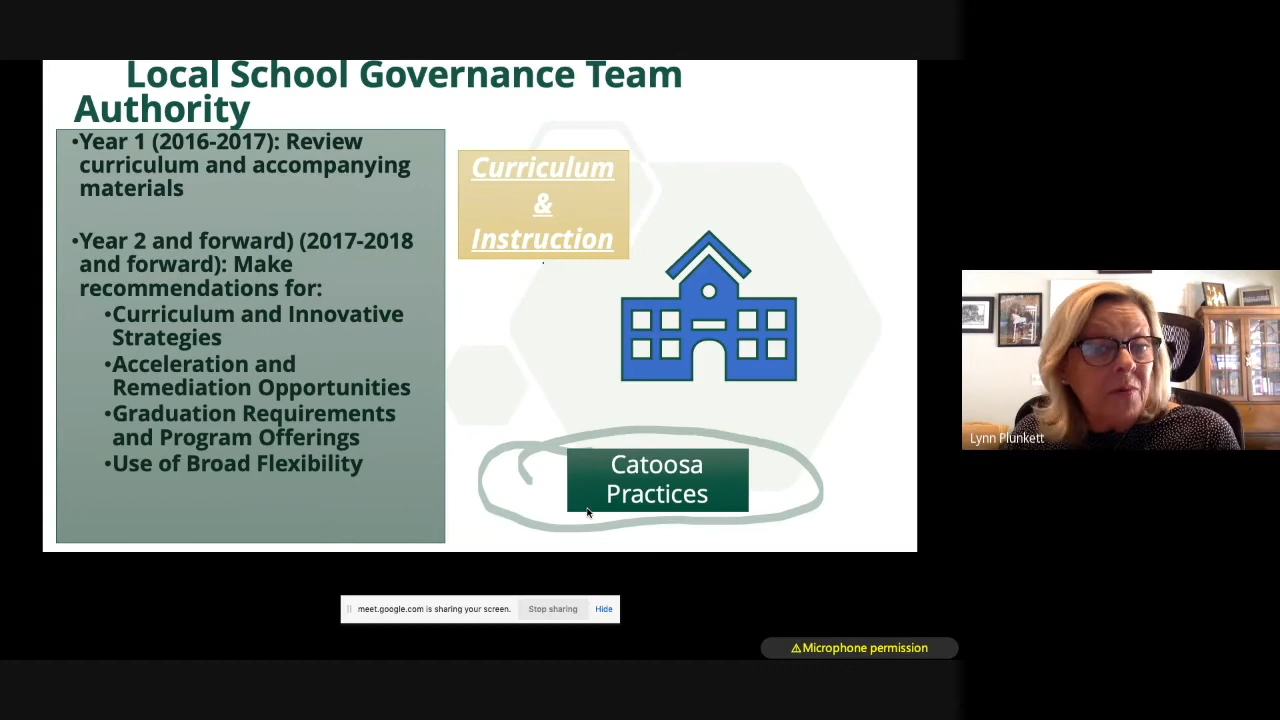 Local School Governance Team
Authority
•Year 1 (2016-2017): Review
curriculum and accompanying
materials
•Year 2 and forward) (2017-2018
and forward): Make
recommendations for:
•Curriculum and Innovative
Strategies
•Acceleration and
Remediation Opportunities
•Graduation Requirements
and Program Offerings
•Use of Broad Flexibility
Curriculum
&
Instruction
Catoosa
Practices
Lynn Plunkett
meet.google.com is sharing your screen.
Stop sharing
Hide
⚠Microphone permission